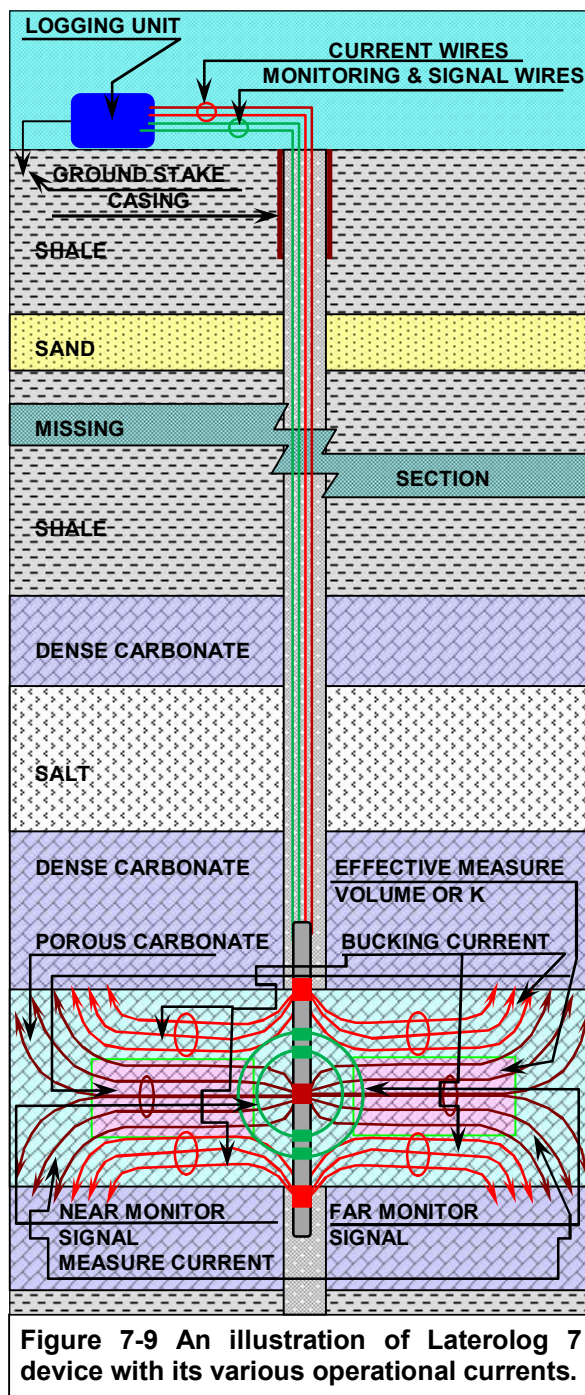 LOGGING UNIT
CURRENT WIRES
MONITORING & SIGNAL WIRES
GROUND STAKE
CASING
SHALE
SAND
MISSING
SECTION
SHALE
DENSE CARBONATE
SALT
DENSE CARBONATE
EFFECTIVE MEASURE
VOLUME OR K
POROUS CARBONATE
BUCKING CURRENT
NEAR MONITOR
SIGNAL
MEASURE CURRENT
FAR MONITOR
SIGNAL
Figure 7-9 An illustration of Laterolog 7
device with its various operational currents.